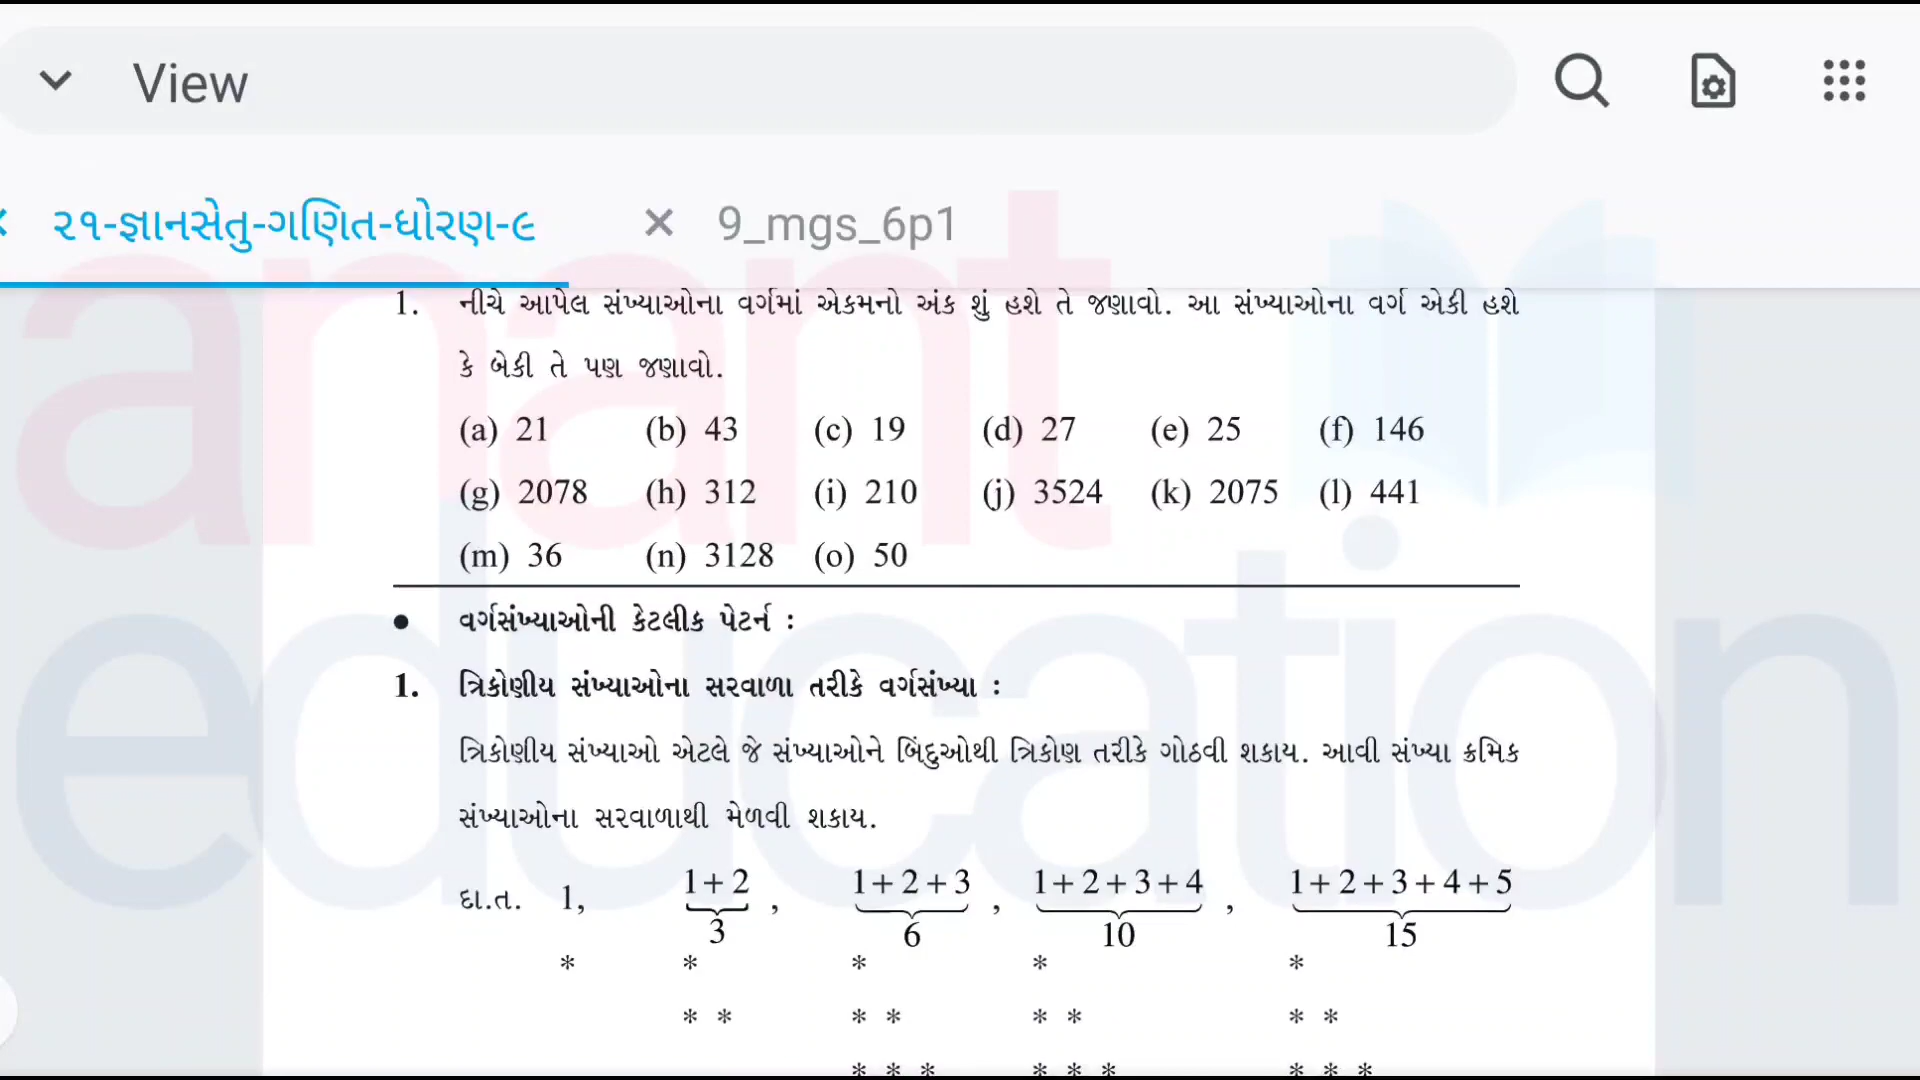 View
૨૧-જ્ઞાનસેતુ-ગણિત-ધોરણ-૯
9_mgs_6p1
1. નીચે આપેલ સંખ્યાઓના વર્ગમાં એકમનો અંક શું હશે તે જણાવો. આ સંખ્યાઓના વર્ગ એકી હશે
કે બેકી તે પણ જણાવો.
(a) 21 (b) 43 (c) 19 (d) 27 (e) 25 (f) 146
(g) 2078 (h) 312 (i) 210 (j) 3524 (k) 2075 (l) 441
(m) 36 (n) 3128 (o) 50
• વર્ગસંખ્યાઓની કેટલીક પેટર્ન :
1. ત્રિકોણીય સંખ્યાઓના સરવાળા તરીકે વર્ગસંખ્યા :
ત્રિકોણીય સંખ્યાઓ એટલે જે સંખ્યાઓને બિંદુઓથી ત્રિકોણ તરીકે ગોઠવી શકાય. આવી સંખ્યા ક્રમિક
સંખ્યાઓના સરવાળાથી મેળવી શકાય.
દા.ત. 1, 1+2 , 1+2+3 , 1+2+3+4 , 1+2+3+4+5
3 6 10 15
* * * * *
* * * * * * * *
* * * * * * * * *
anant
education